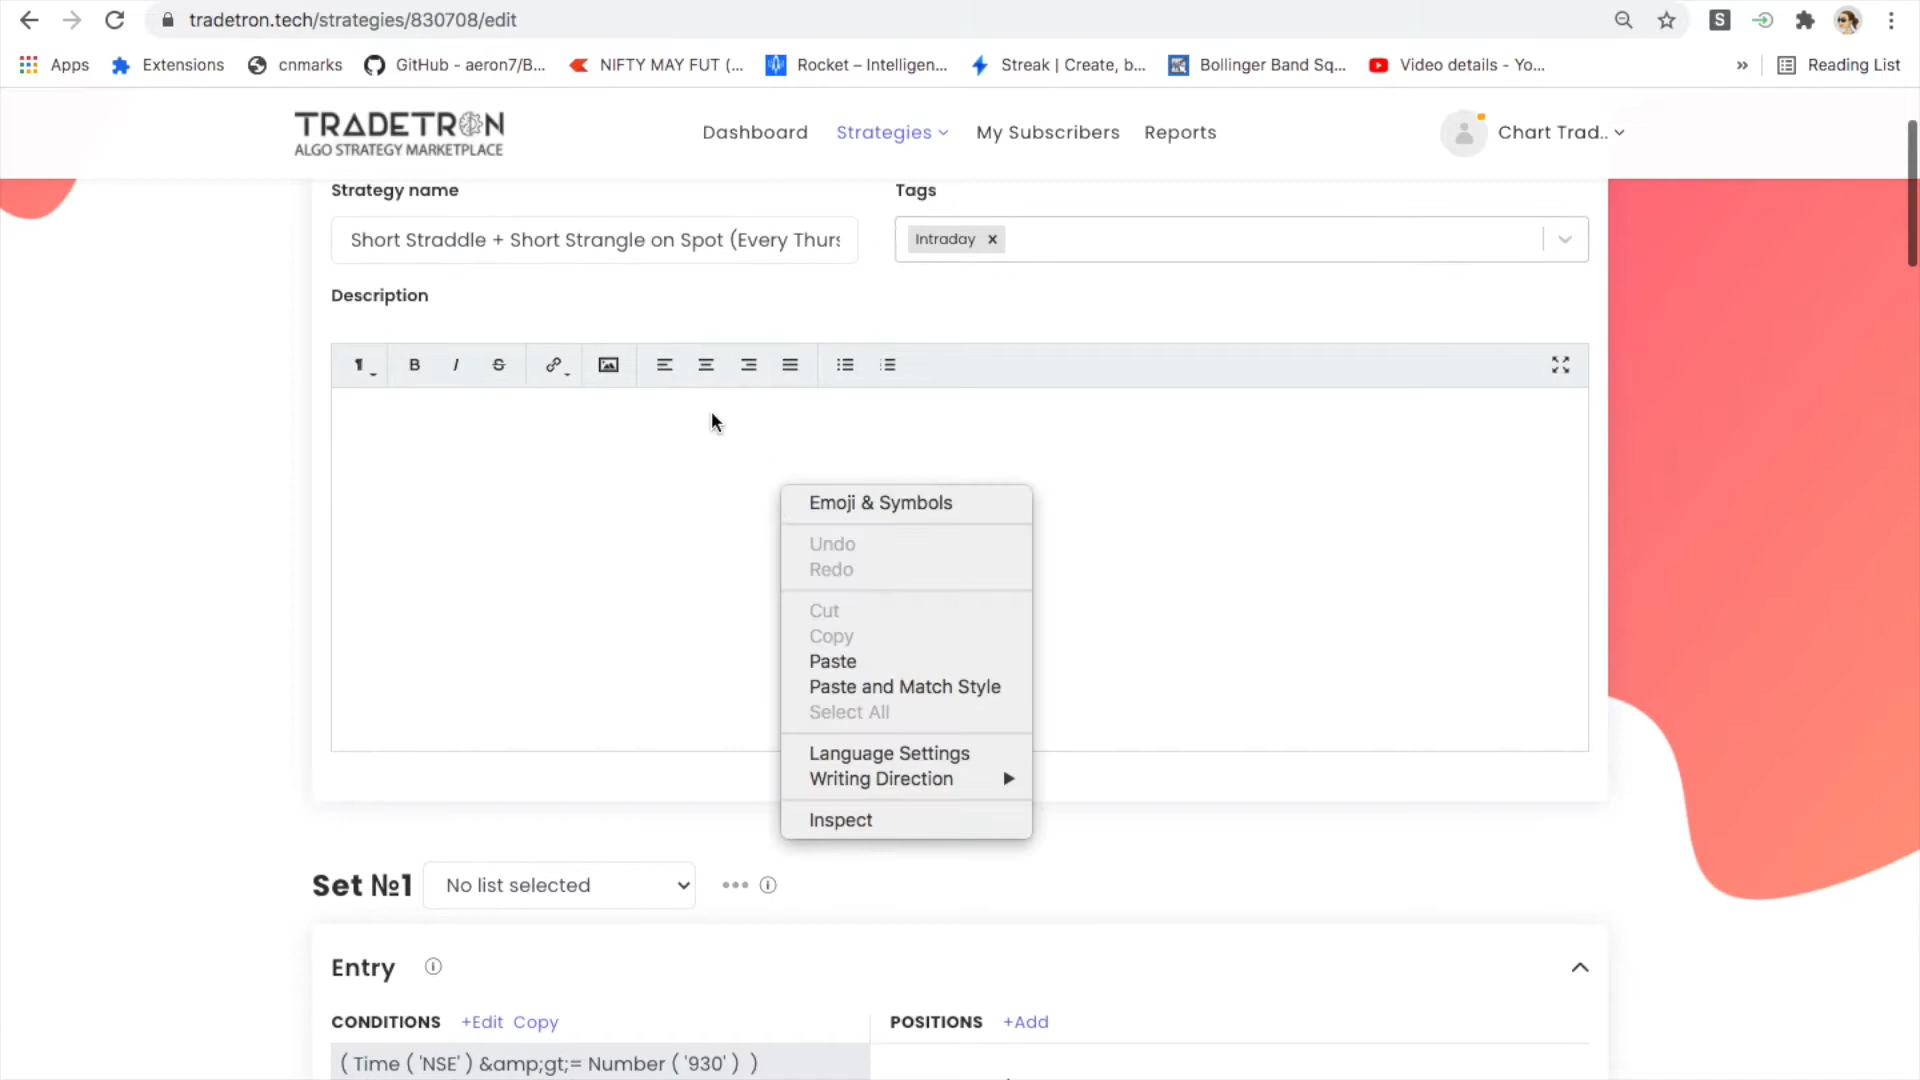 tradetron.tech/strategies/830708/edit
Apps Extensions cnmarks GitHub - aeron7/B... NIFTY MAY FUT (... Rocket – Intelligen... Streak | Create, b... Bollinger Band Sq... Video details - Yo... » Reading List
TRADETRON
ALGO STRATEGY MARKETPLACE
Dashboard Strategies My Subscribers Reports Chart Trad..
Strategy name Tags
Short Straddle + Short Strangle on Spot (Every Thurs Intraday ×
Description
¶ B I S
Emoji & Symbols
Undo
Redo
Cut
Copy
Paste
Paste and Match Style
Select All
Language Settings
Writing Direction
Inspect
Set №1 No list selected
Entry
CONDITIONS +Edit Copy POSITIONS +Add
( Time ( 'NSE' ) &amp;gt;= Number ( '930' ) )